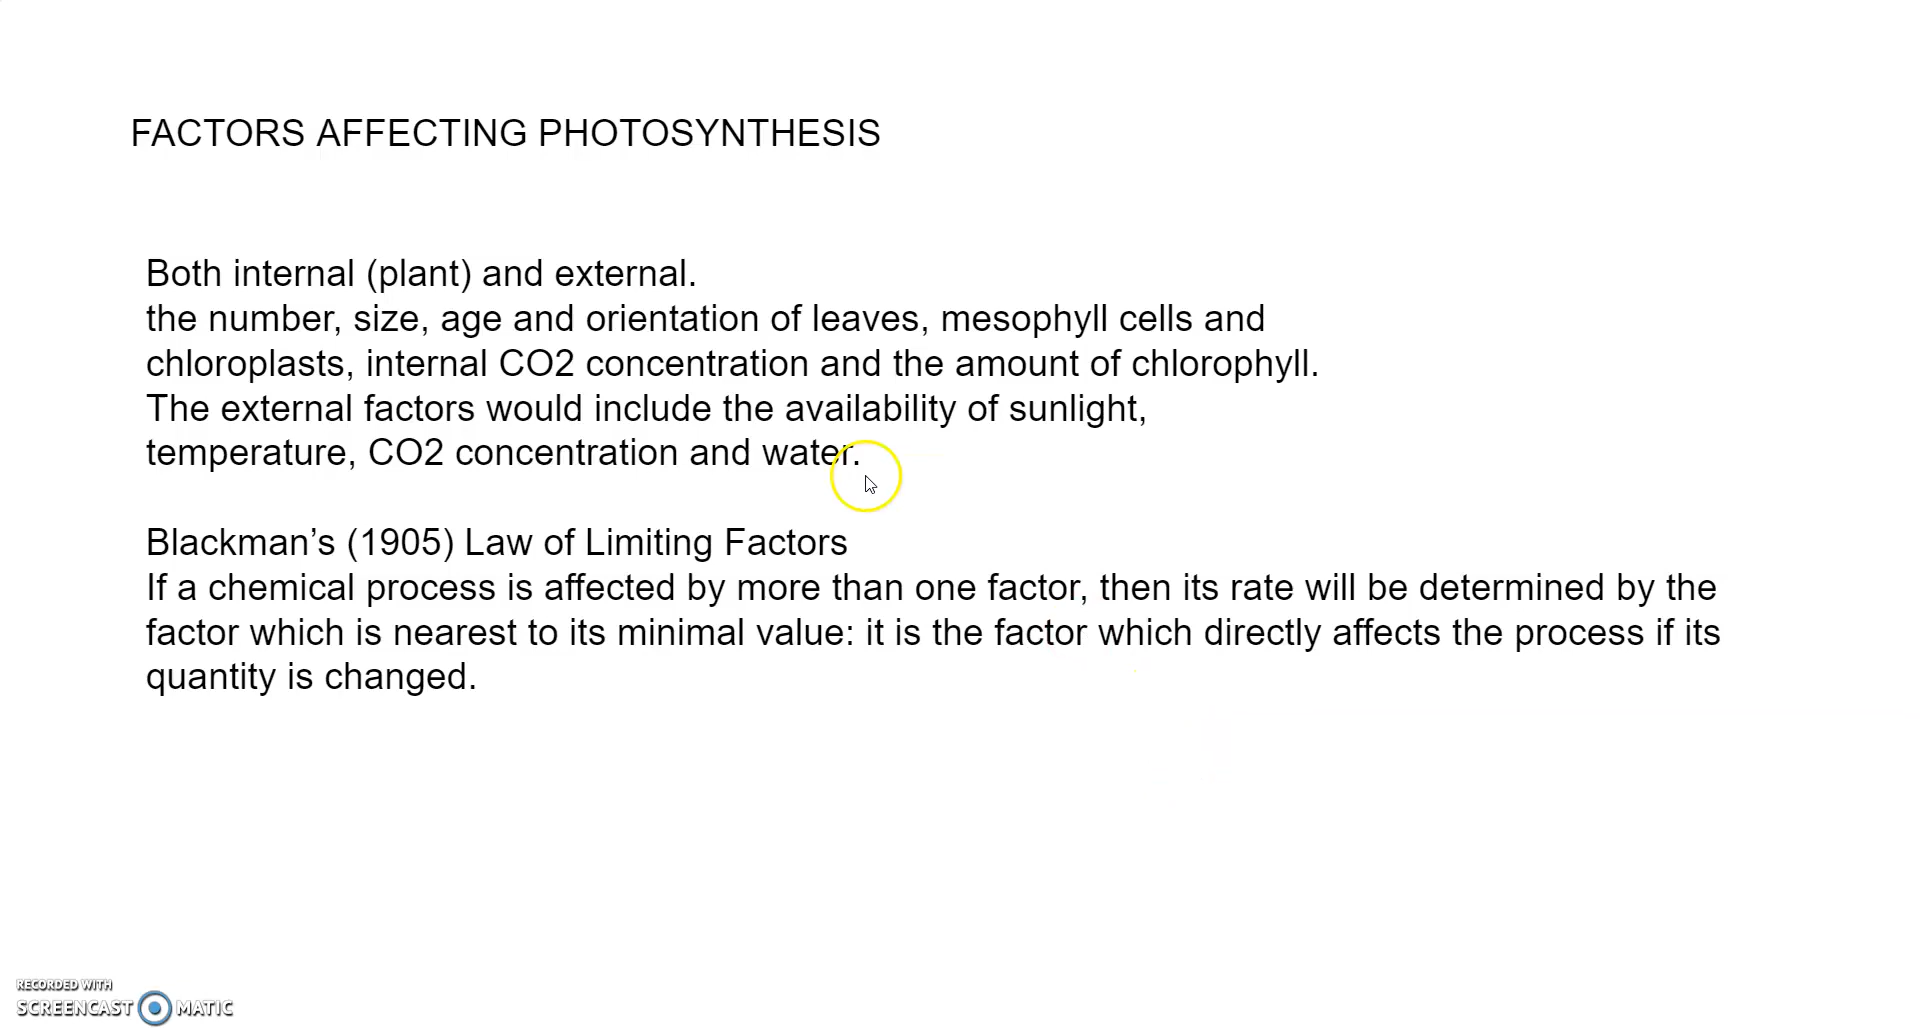 FACTORS AFFECTING PHOTOSYNTHESIS
Both internal (plant) and external.
the number, size, age and orientation of leaves, mesophyll cells and
chloroplasts, internal CO2 concentration and the amount of chlorophyll.
The external factors would include the availability of sunlight,
temperature, CO2 concentration and water.
Blackman’s (1905) Law of Limiting Factors
If a chemical process is affected by more than one factor, then its rate will be determined by the
factor which is nearest to its minimal value: it is the factor which directly affects the process if its
quantity is changed.
RECORDED WITH
SCREENCAST MATIC